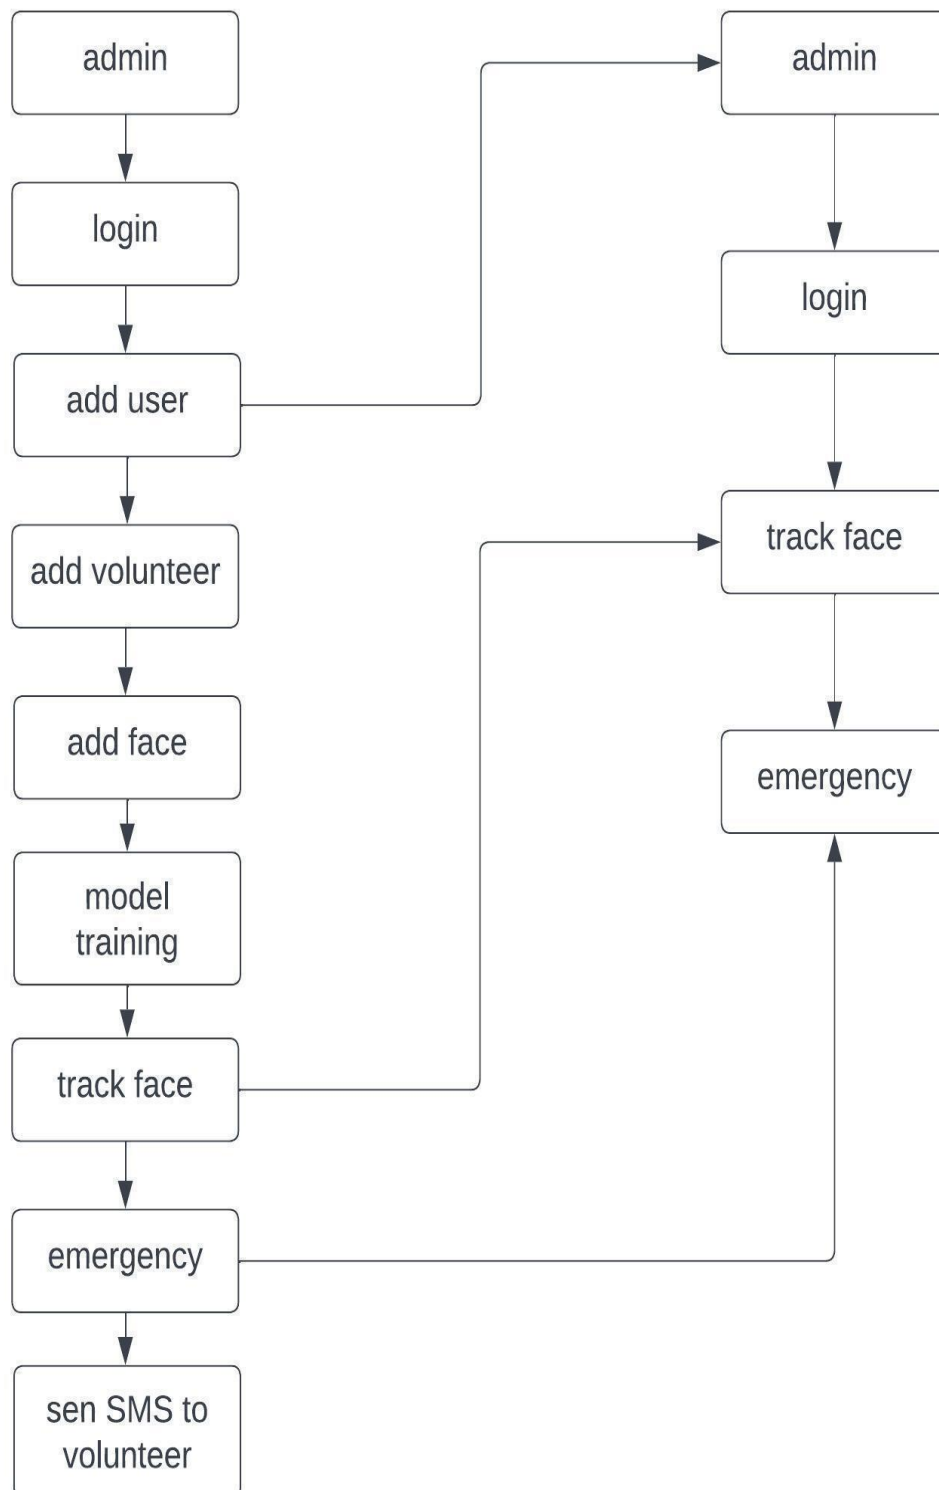 admin
login
add user
add volunteer
add face
model
training
track face
emergency
sen SMS to
volunteer
admin
login
track face
emergency